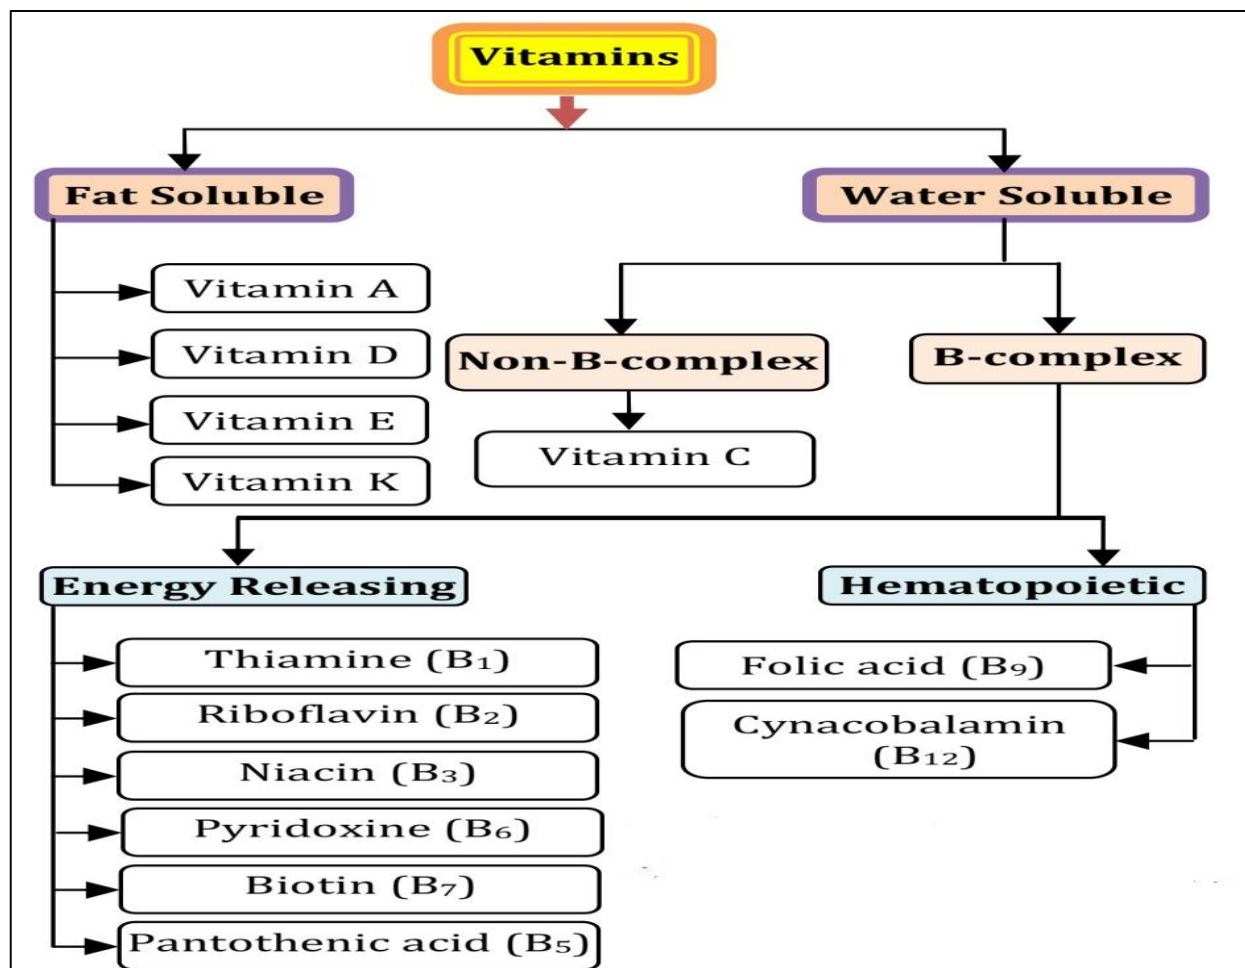 Vitamins
Fat Soluble
Water Soluble
Vitamin A
Vitamin D
Vitamin E
Vitamin K
Non-B-complex
B-complex
Vitamin C
Energy Releasing
Hematopoietic
Thiamine (B₁)
Riboflavin (B₂)
Niacin (B₃)
Pyridoxine (B₆)
Biotin (B₇)
Pantothenic acid (B₅)
Folic acid (B₉)
Cynacobalamin
(B₁₂)